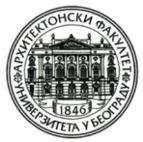 АРХИТЕКТОНСКИ ФАКУЛТЕТ
УНИВЕРЗИТЕТА У БЕОГРАДУ
1846